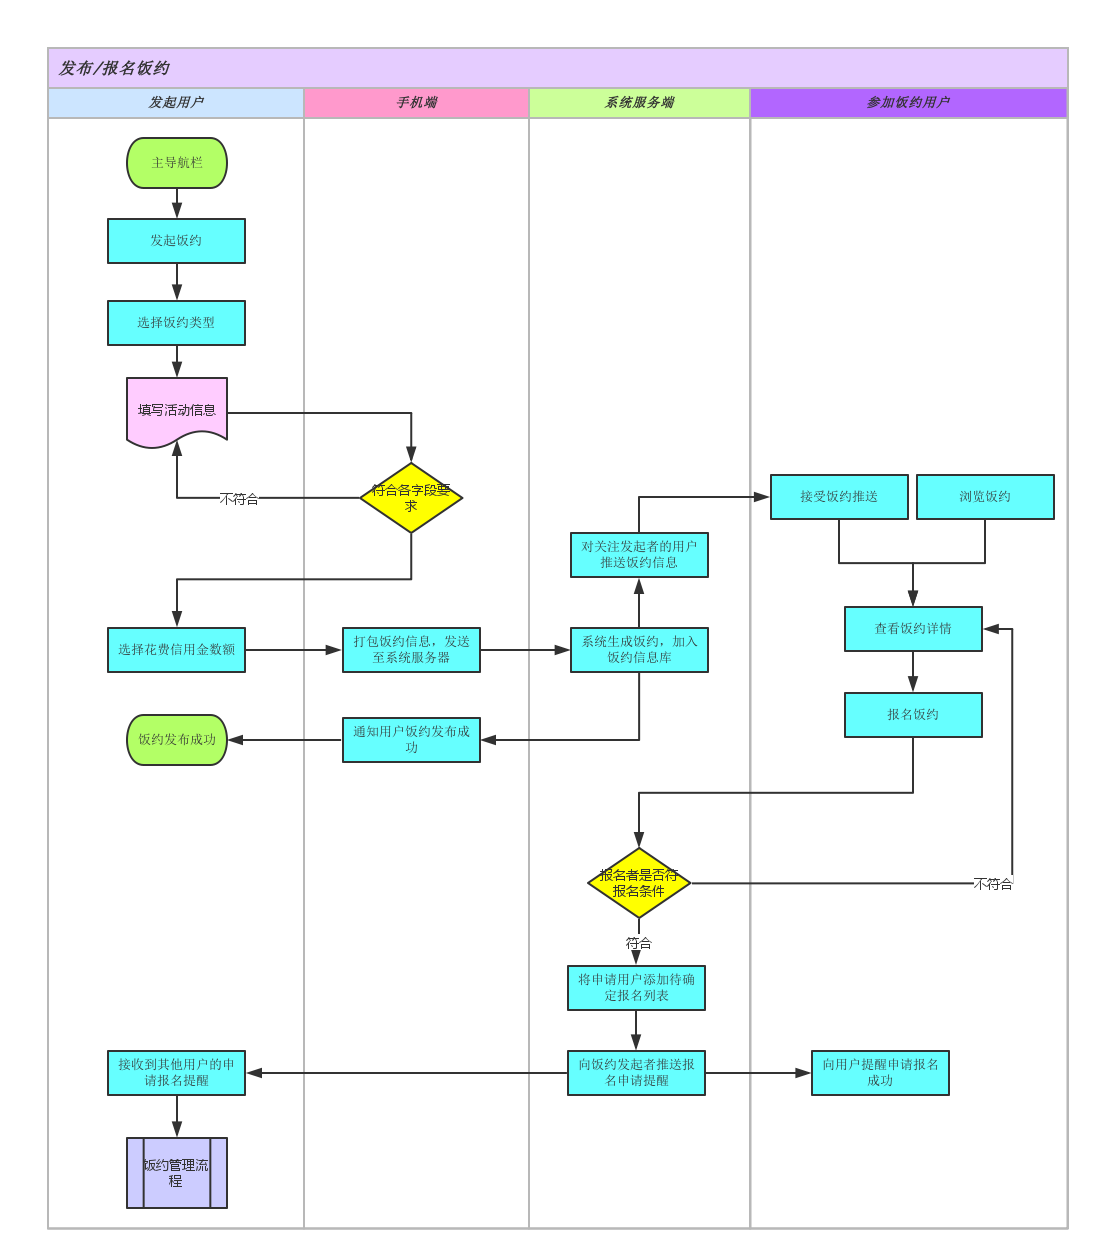 发布/报名饭约
发起用户
手机端
系统服务端
参加饭约用户
主导航栏
发起饭约
选择饭约类型
填写活动信息
符合各字段要
求
不符合
接受饭约推送
浏览饭约
对关注发起者的用户
推送饭约信息
查看饭约详情
选择花费信用金数额
打包饭约信息，发送
至系统服务器
系统生成饭约，加入
饭约信息库
报名饭约
饭约发布成功
通知用户饭约发布成
功
报名者是否符
报名条件
不符合
符合
将申请用户添加待确
定报名列表
接收到其他用户的申
请报名提醒
向饭约发起者推送报
名申请提醒
向用户提醒申请报名
成功
饭约管理流
程